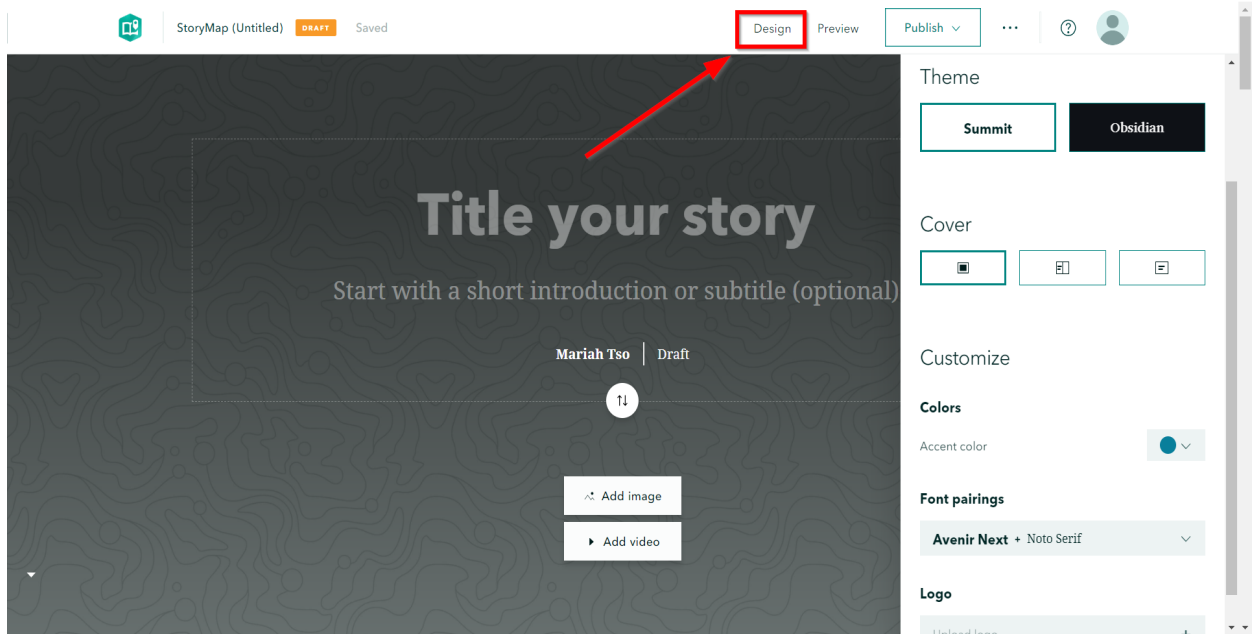 StoryMap (Untitled) DRAFT Saved Design Preview Publish
Theme
Summit Obsidian
Title your story
Cover
Start with a short introduction or subtitle (optional)
Mariah Tso Draft
Customize
Colors
Accent color
Add image
Font pairings
Add video
Avenir Next + Noto Serif
Logo
Upload logo